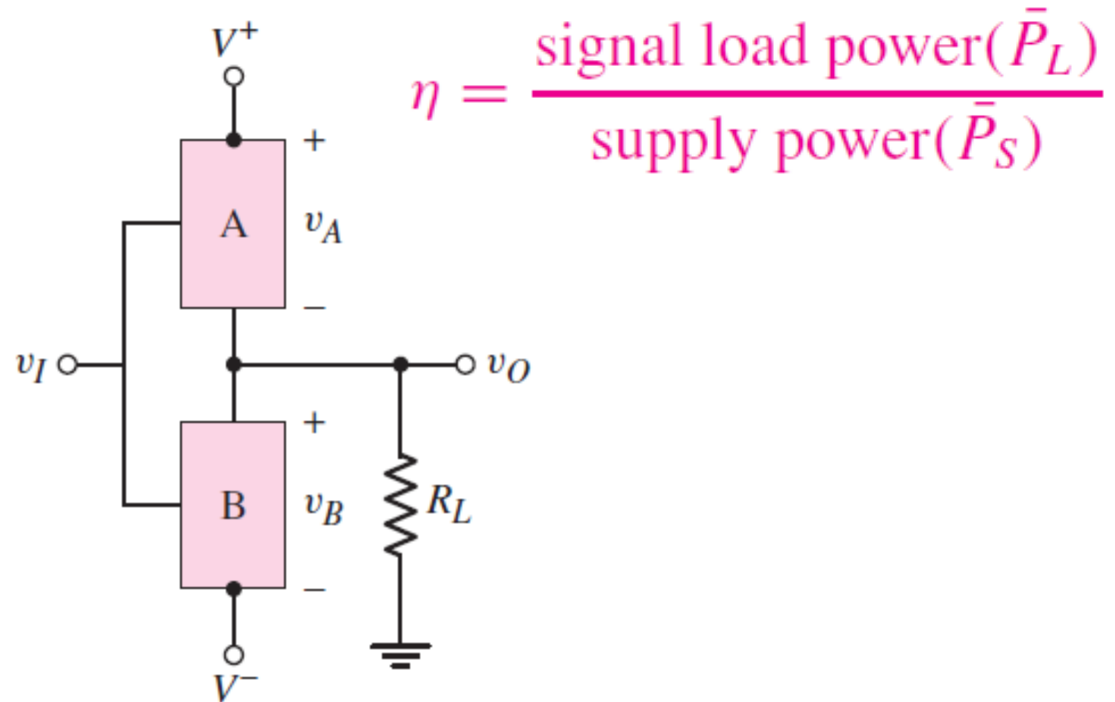 V⁺
η = signal load power(P̄_L)
supply power(P̄_S)
+
A
v_A
−
v_I
v_O
+
B
v_B
R_L
−
V⁻